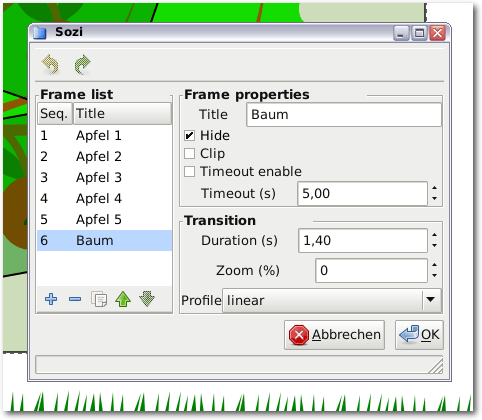 Sozi
Frame list
Seq. Title
1 Apfel 1
2 Apfel 2
3 Apfel 3
4 Apfel 4
5 Apfel 5
6 Baum
Frame properties
Title Baum
Hide
Clip
Timeout enable
Timeout (s) 5,00
Transition
Duration (s) 1,40
Zoom (%) 0
Profile linear
Abbrechen OK